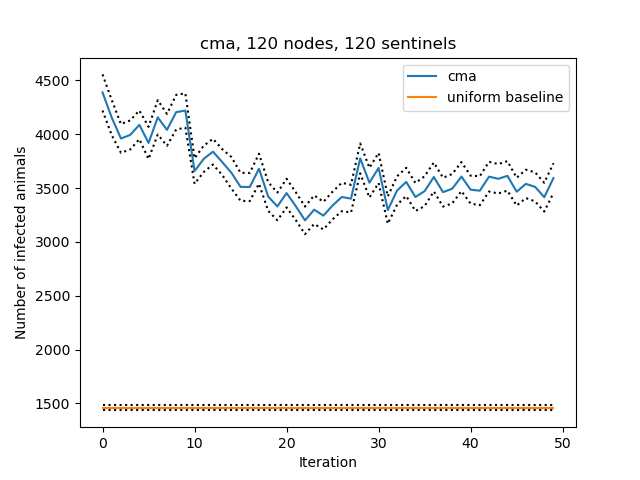 cma, 120 nodes, 120 sentinels
cma
uniform baseline
Number of infected animals
4500
4000
3500
3000
2500
2000
1500
0 10 20 30 40 50
Iteration